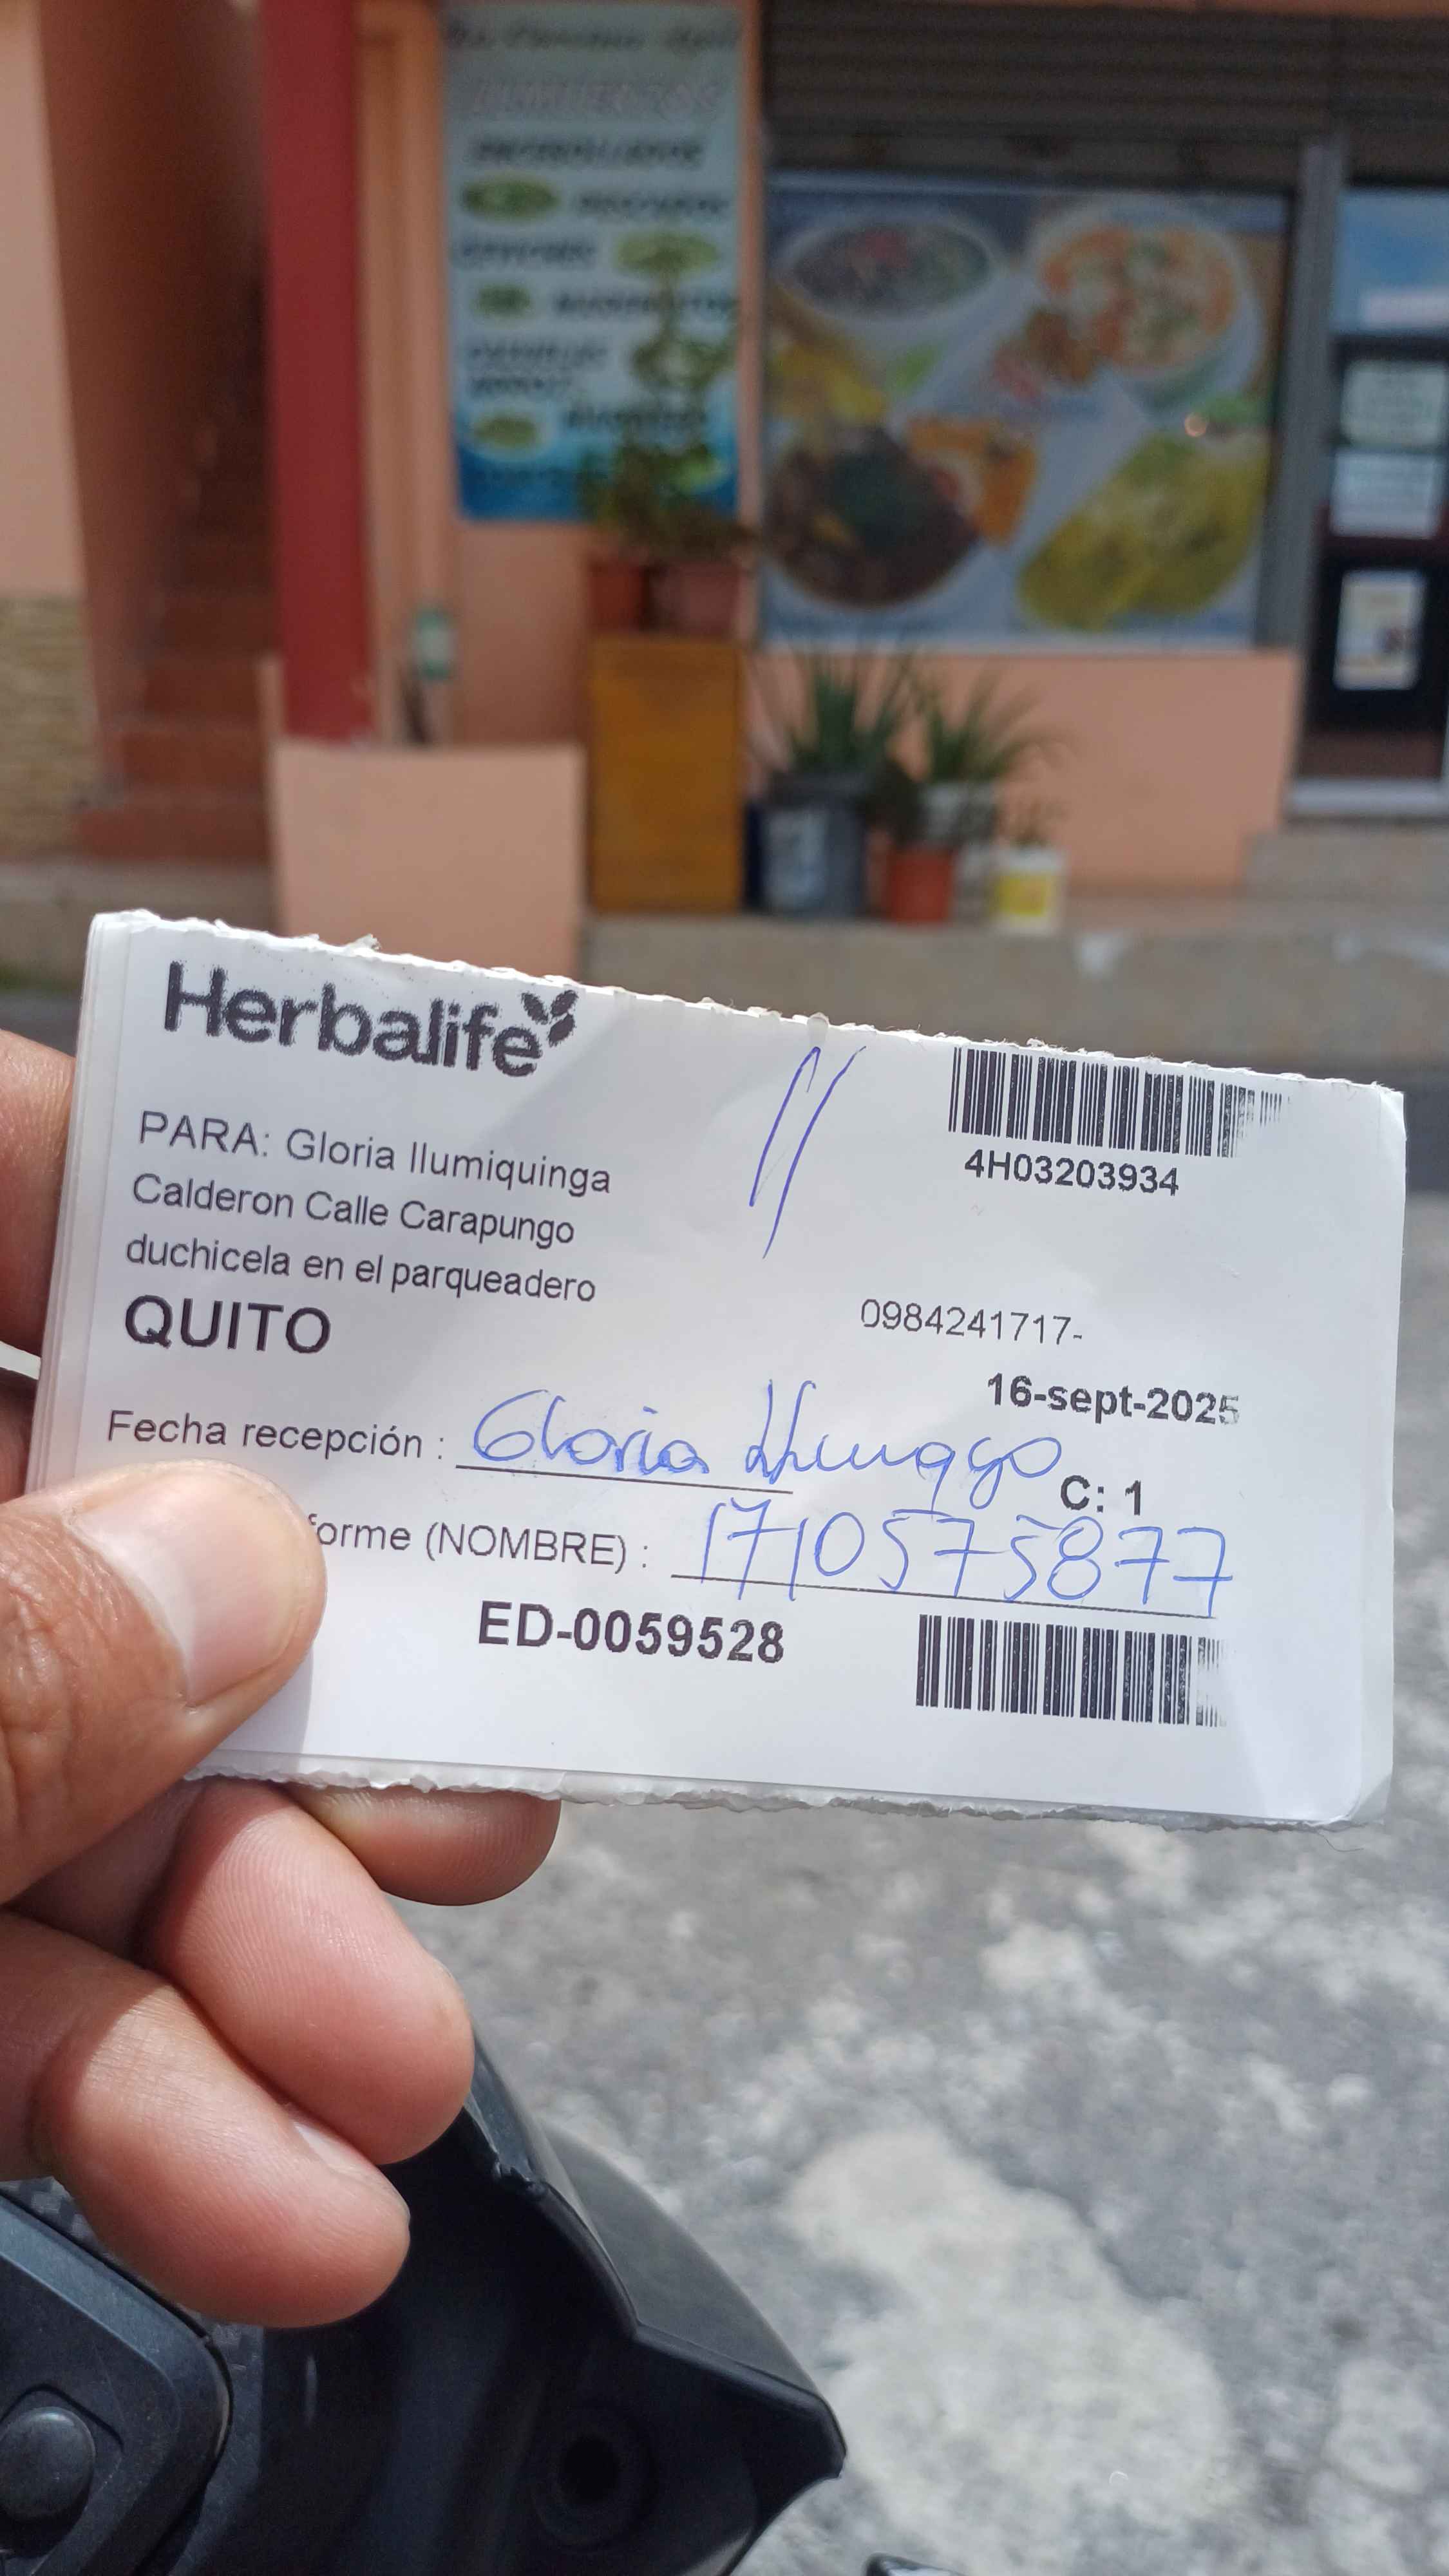 Herbalife
4H03203934
PARA: Gloria Ilumiquinga
Calderon Calle Carapungo
duchicela en el parqueadero
QUITO
0984241717-
16-sept-2025
Fecha recepción : Gloria
C: 1
forme (NOMBRE) : 1710575877
ED-0059528